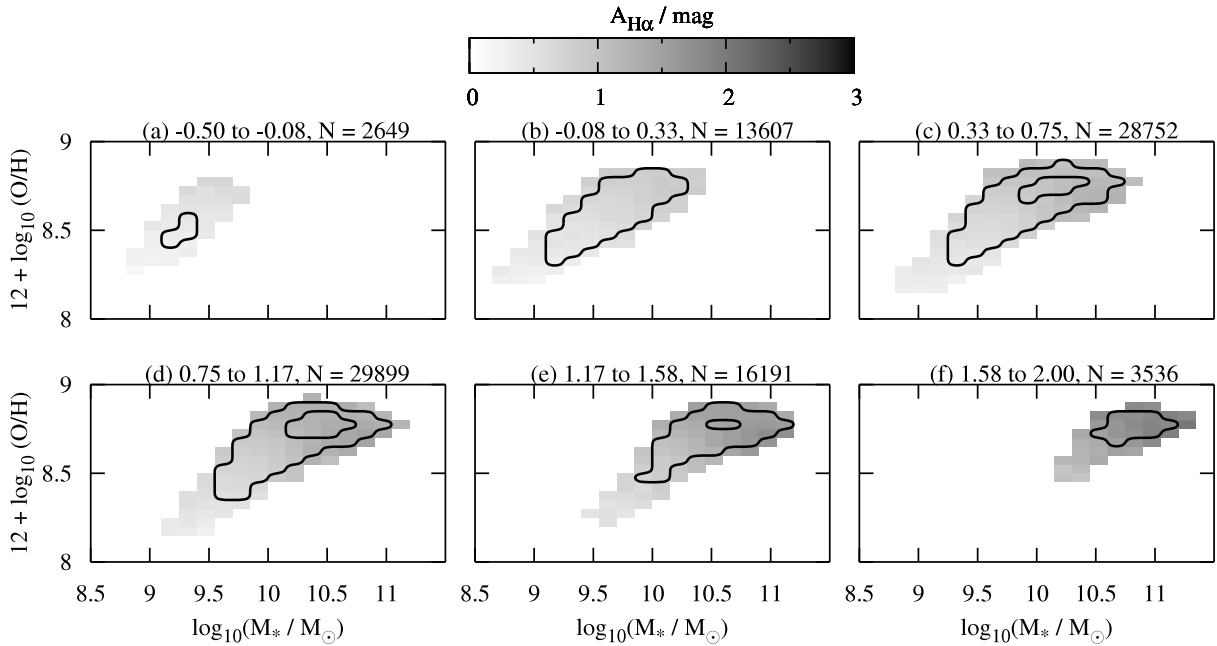 A_Hα / mag
0 1 2 3
(a) -0.50 to -0.08, N = 2649
(b) -0.08 to 0.33, N = 13607
(c) 0.33 to 0.75, N = 28752
12 + log₁₀ (O/H)
9
8.5
8
(d) 0.75 to 1.17, N = 29899
(e) 1.17 to 1.58, N = 16191
(f) 1.58 to 2.00, N = 3536
12 + log₁₀ (O/H)
9
8.5
8
8.5 9 9.5 10 10.5 11 8.5 9 9.5 10 10.5 11 8.5 9 9.5 10 10.5 11
log₁₀(M* / M☉) log₁₀(M* / M☉) log₁₀(M* / M☉)